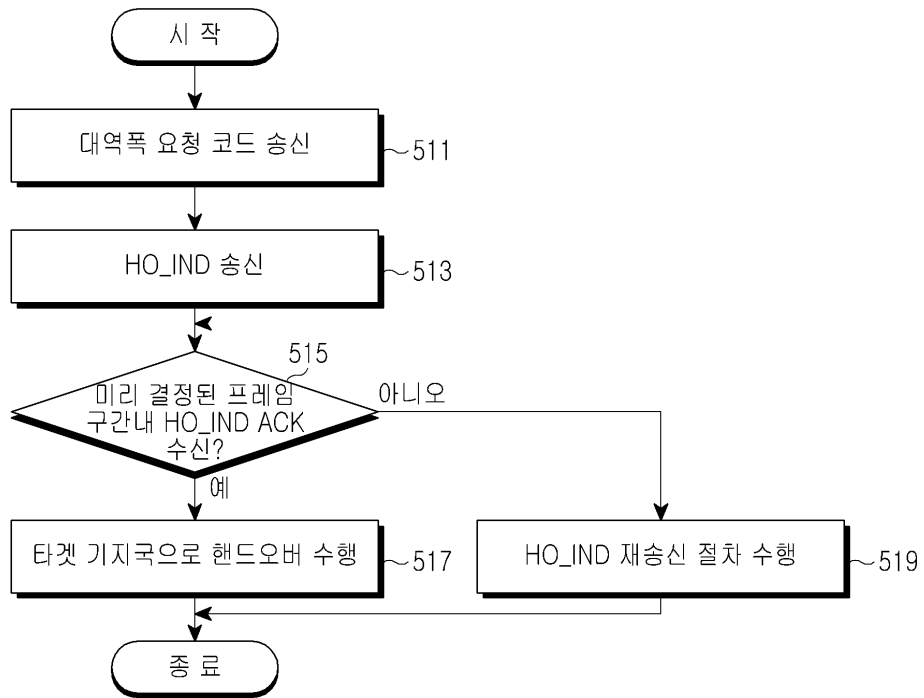 시 작
대역폭 요청 코드 송신
511
HO_IND 송신
513
515
미리 결정된 프레임
구간내 HO_IND ACK
수신?
아니오
예
타겟 기지국으로 핸드오버 수행
517
HO_IND 재송신 절차 수행
519
종 료